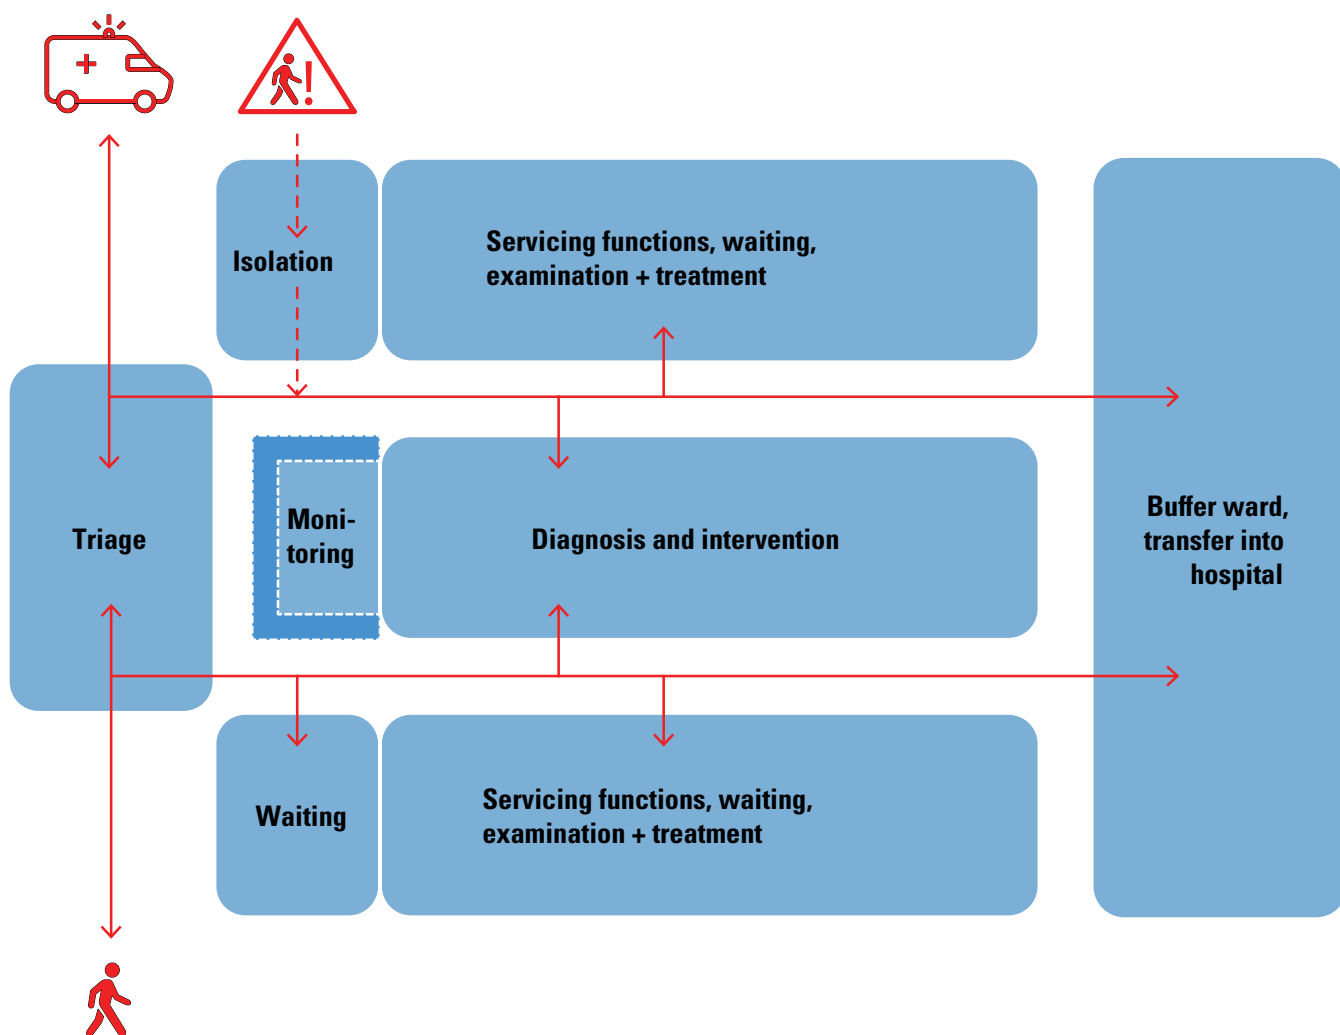 Isolation
Servicing functions, waiting,
examination + treatment
Triage
Moni-
toring
Diagnosis and intervention
Buffer ward,
transfer into
hospital
Waiting
Servicing functions, waiting,
examination + treatment